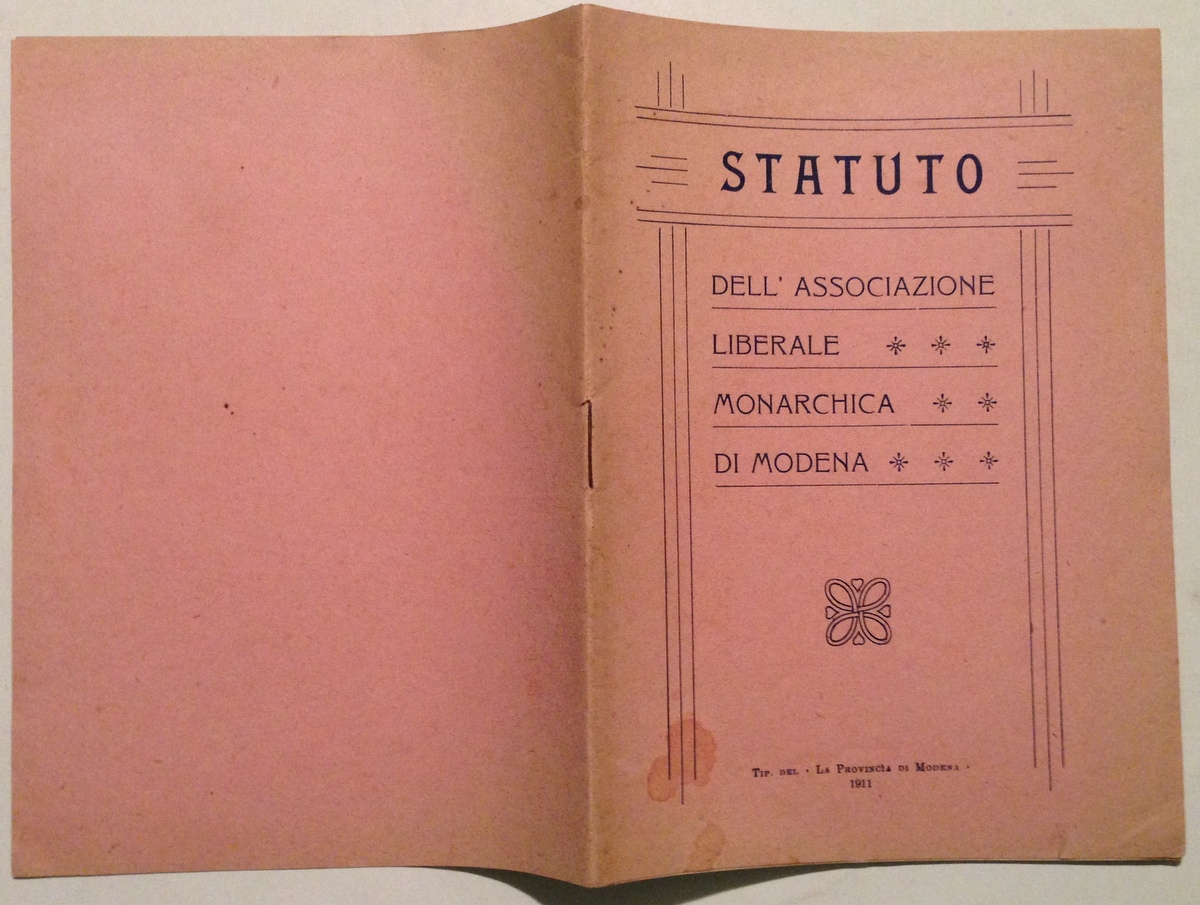 STATUTO
DELL' ASSOCIAZIONE
LIBERALE
MONARCHICA
DI MODENA
TIP. DEL « LA PROVINCIA DI MODENA »
1911